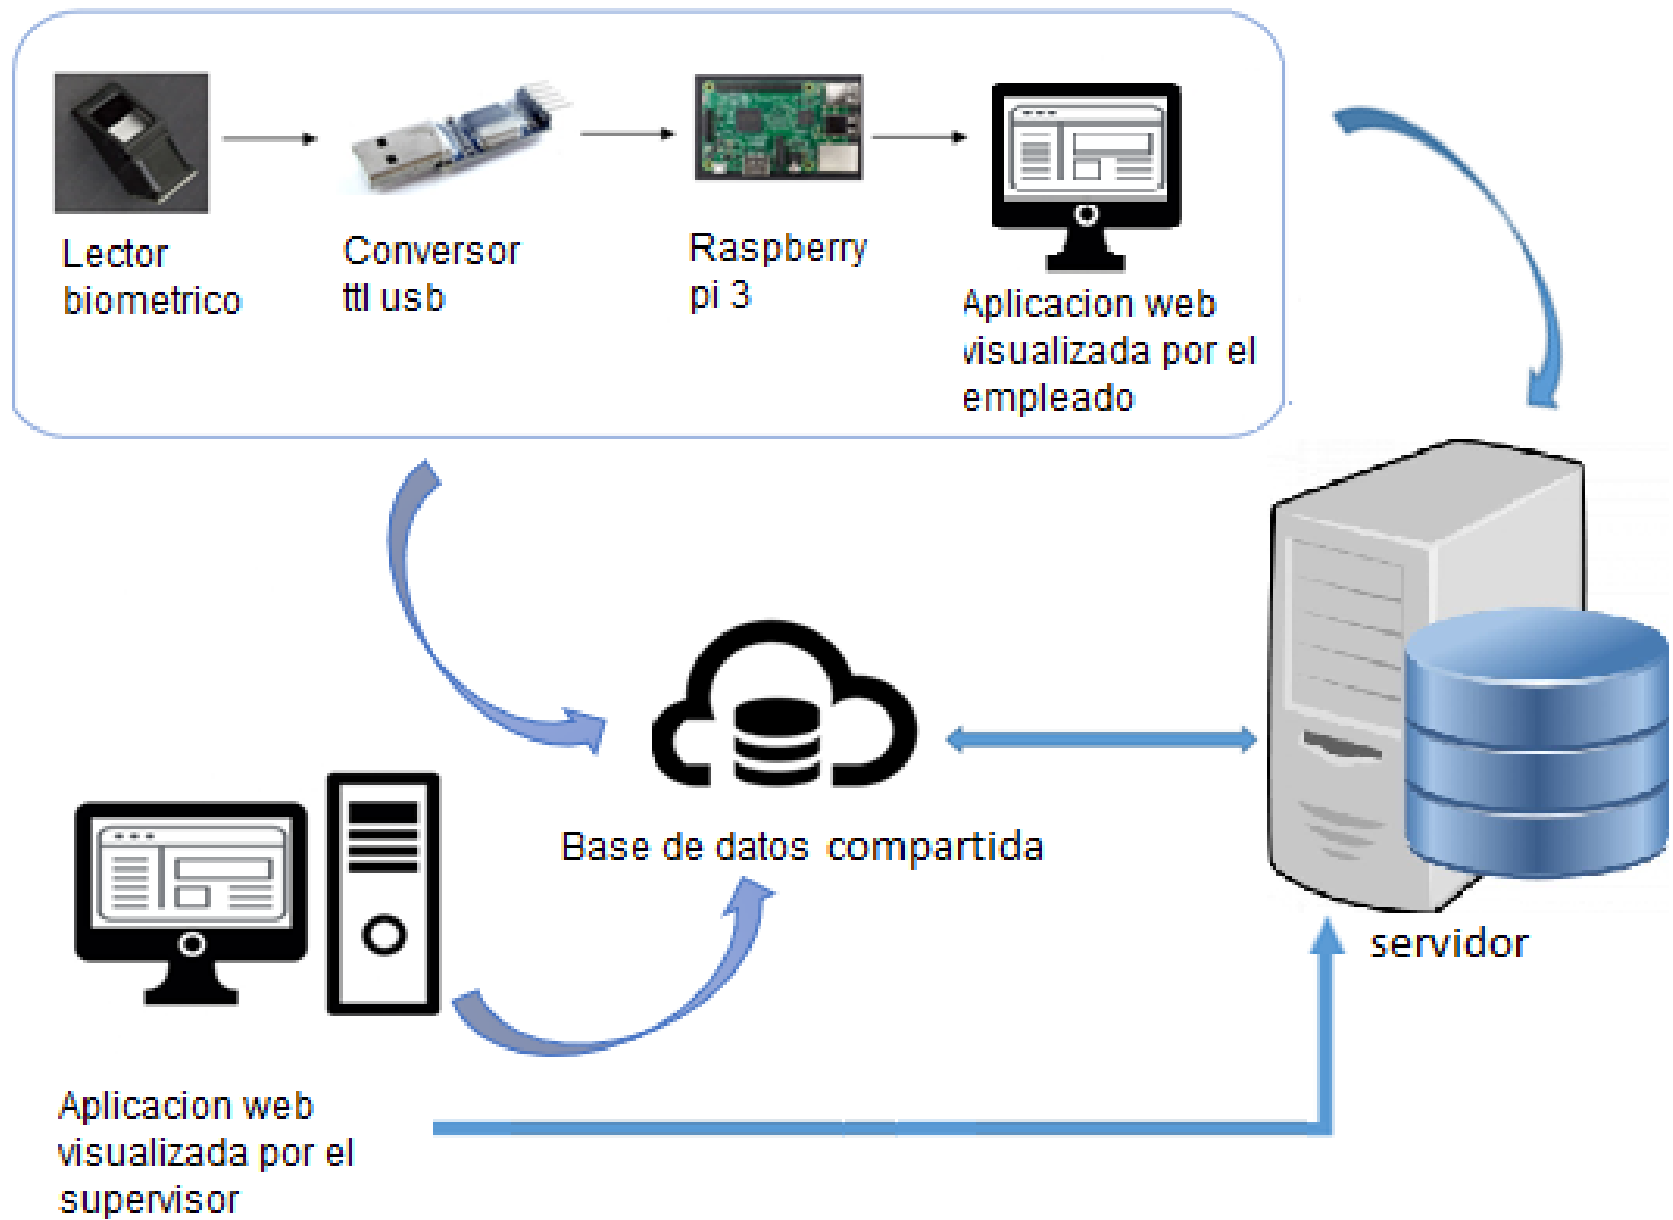 Lector
biometrico
Conversor
ttl usb
Raspberry
pi 3
Aplicacion web
visualizada por el
empleado
Base de datos compartida
servidor
Aplicacion web
visualizada por el
supervisor